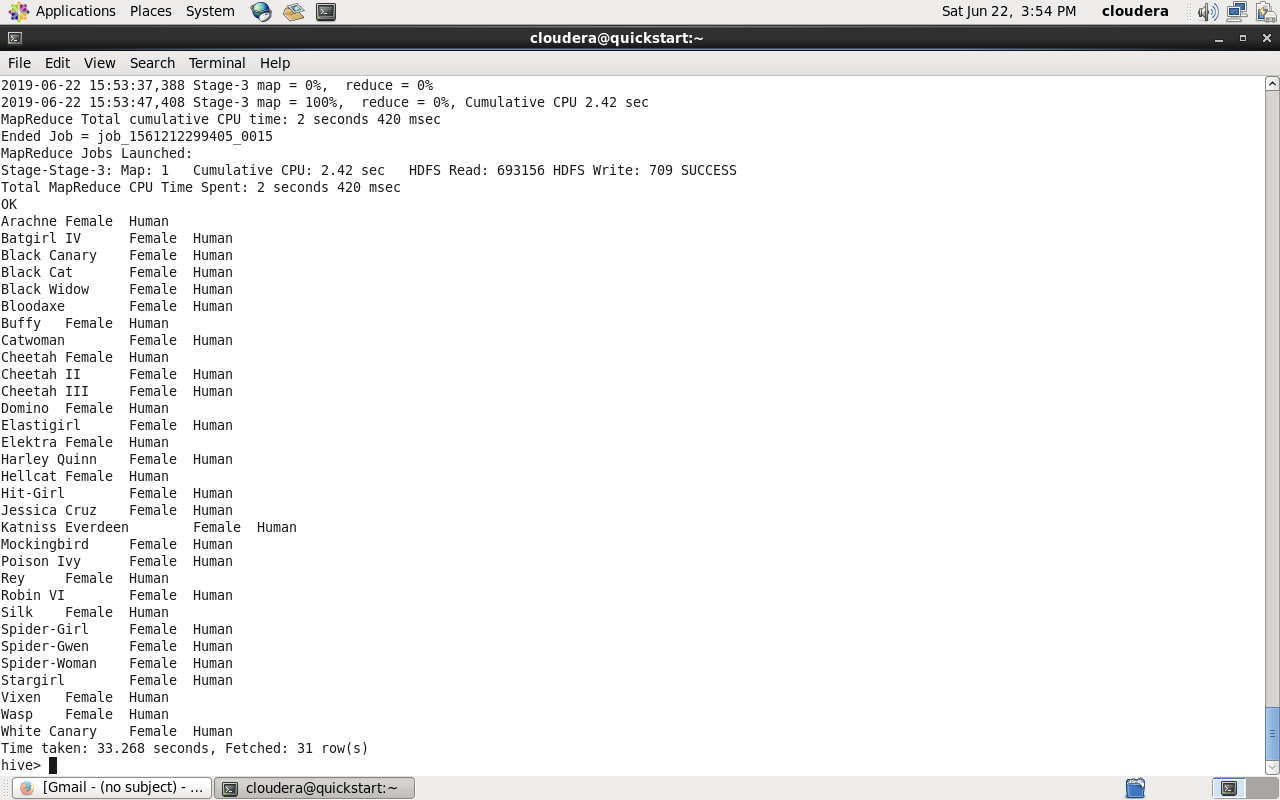 Applications Places System Sat Jun 22, 3:54 PM cloudera
cloudera@quickstart:~
File Edit View Search Terminal Help
2019-06-22 15:53:37,388 Stage-3 map = 0%,  reduce = 0%
2019-06-22 15:53:47,408 Stage-3 map = 100%,  reduce = 0%, Cumulative CPU 2.42 sec
MapReduce Total cumulative CPU time: 2 seconds 420 msec
Ended Job = job_1561212299405_0015
MapReduce Jobs Launched:
Stage-Stage-3: Map: 1   Cumulative CPU: 2.42 sec   HDFS Read: 693156 HDFS Write: 709 SUCCESS
Total MapReduce CPU Time Spent: 2 seconds 420 msec
OK
Arachne Female  Human
Batgirl IV      Female  Human
Black Canary    Female  Human
Black Cat       Female  Human
Black Widow     Female  Human
Bloodaxe        Female  Human
Buffy   Female  Human
Catwoman        Female  Human
Cheetah Female  Human
Cheetah II      Female  Human
Cheetah III     Female  Human
Domino  Female  Human
Elastigirl      Female  Human
Elektra Female  Human
Harley Quinn    Female  Human
Hellcat Female  Human
Hit-Girl        Female  Human
Jessica Cruz    Female  Human
Katniss Everdeen        Female  Human
Mockingbird     Female  Human
Poison Ivy      Female  Human
Rey     Female  Human
Robin VI        Female  Human
Silk    Female  Human
Spider-Girl     Female  Human
Spider-Gwen     Female  Human
Spider-Woman    Female  Human
Stargirl        Female  Human
Vixen   Female  Human
Wasp    Female  Human
White Canary    Female  Human
Time taken: 33.268 seconds, Fetched: 31 row(s)
hive>
[Gmail - (no subject) - ... cloudera@quickstart:~